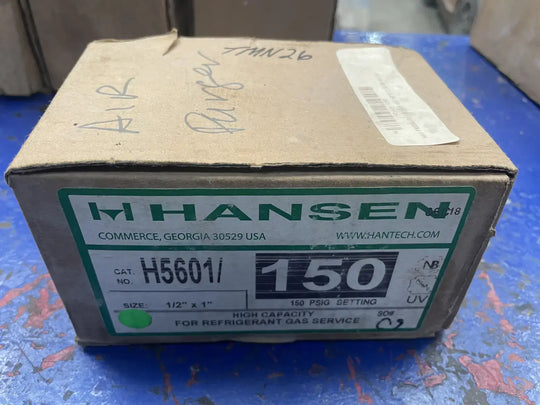 TMN26
AIR
Purger
HANSEN
COMMERCE, GEORGIA 30529 USA
WWW.HANTECH.COM
CAT. NO. H5601/ 150
NB
SIZE: 1/2" x 1"
150 PSIG SETTING
UV
HIGH CAPACITY
FOR REFRIGERANT GAS SERVICE
SO#